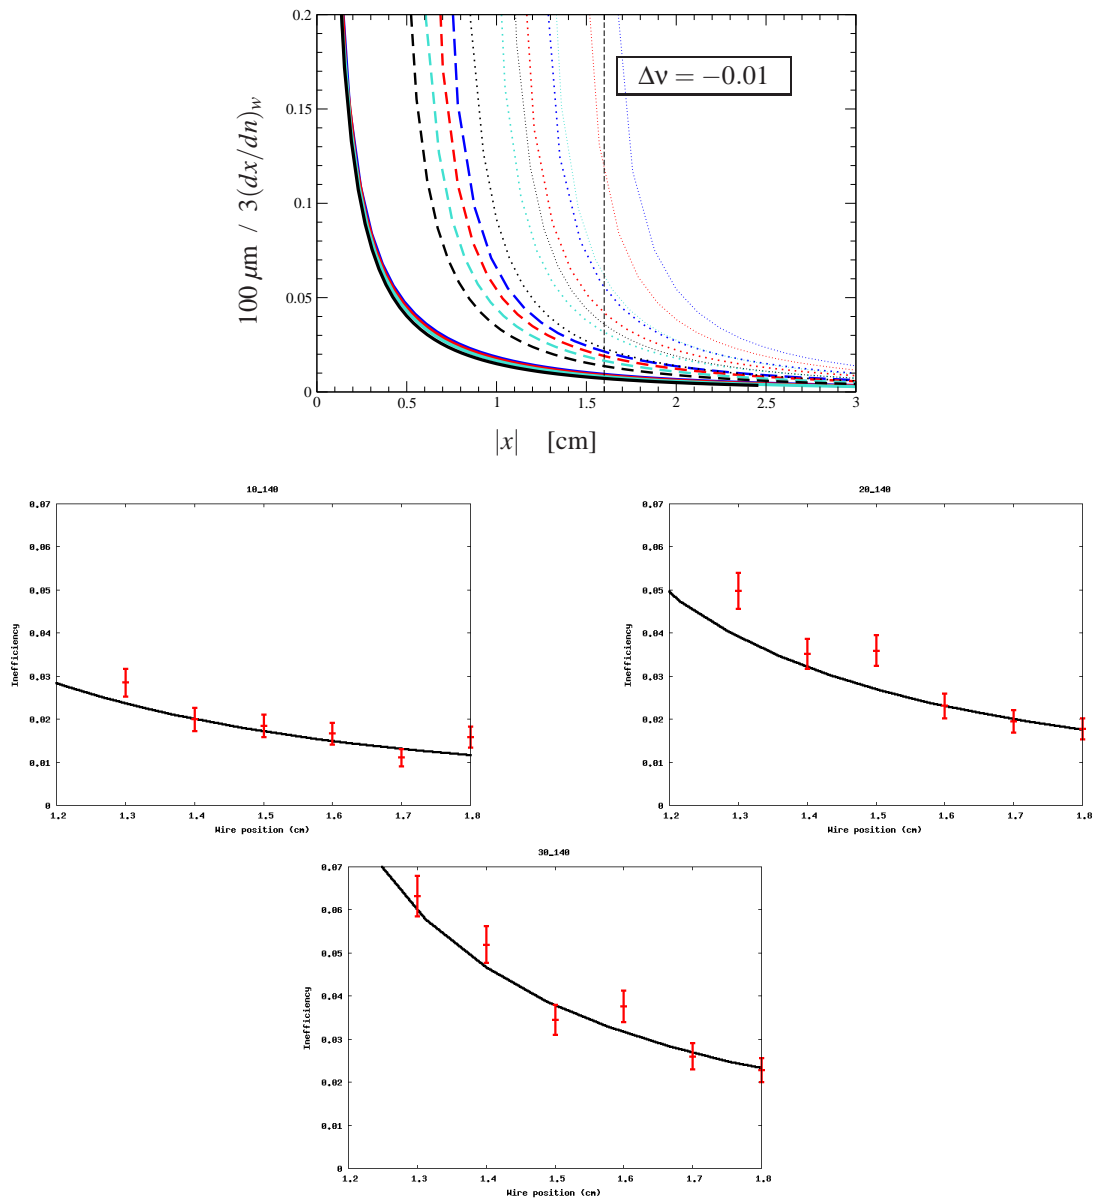 0.2
0.15
0.1
0.05
0
100 μm / 3(dx/dn)w
Δν = −0.01
0 0.5 1 1.5 2 2.5 3
|x| [cm]
10_140
0.07
0.06
0.05
0.04
0.03
0.02
0.01
0
Inefficiency
1.2 1.3 1.4 1.5 1.6 1.7 1.8
Wire position (cm)
20_140
0.07
0.06
0.05
0.04
0.03
0.02
0.01
0
Inefficiency
1.2 1.3 1.4 1.5 1.6 1.7 1.8
Wire position (cm)
30_140
0.07
0.06
0.05
0.04
0.03
0.02
0.01
0
Inefficiency
1.2 1.3 1.4 1.5 1.6 1.7 1.8
Wire position (cm)